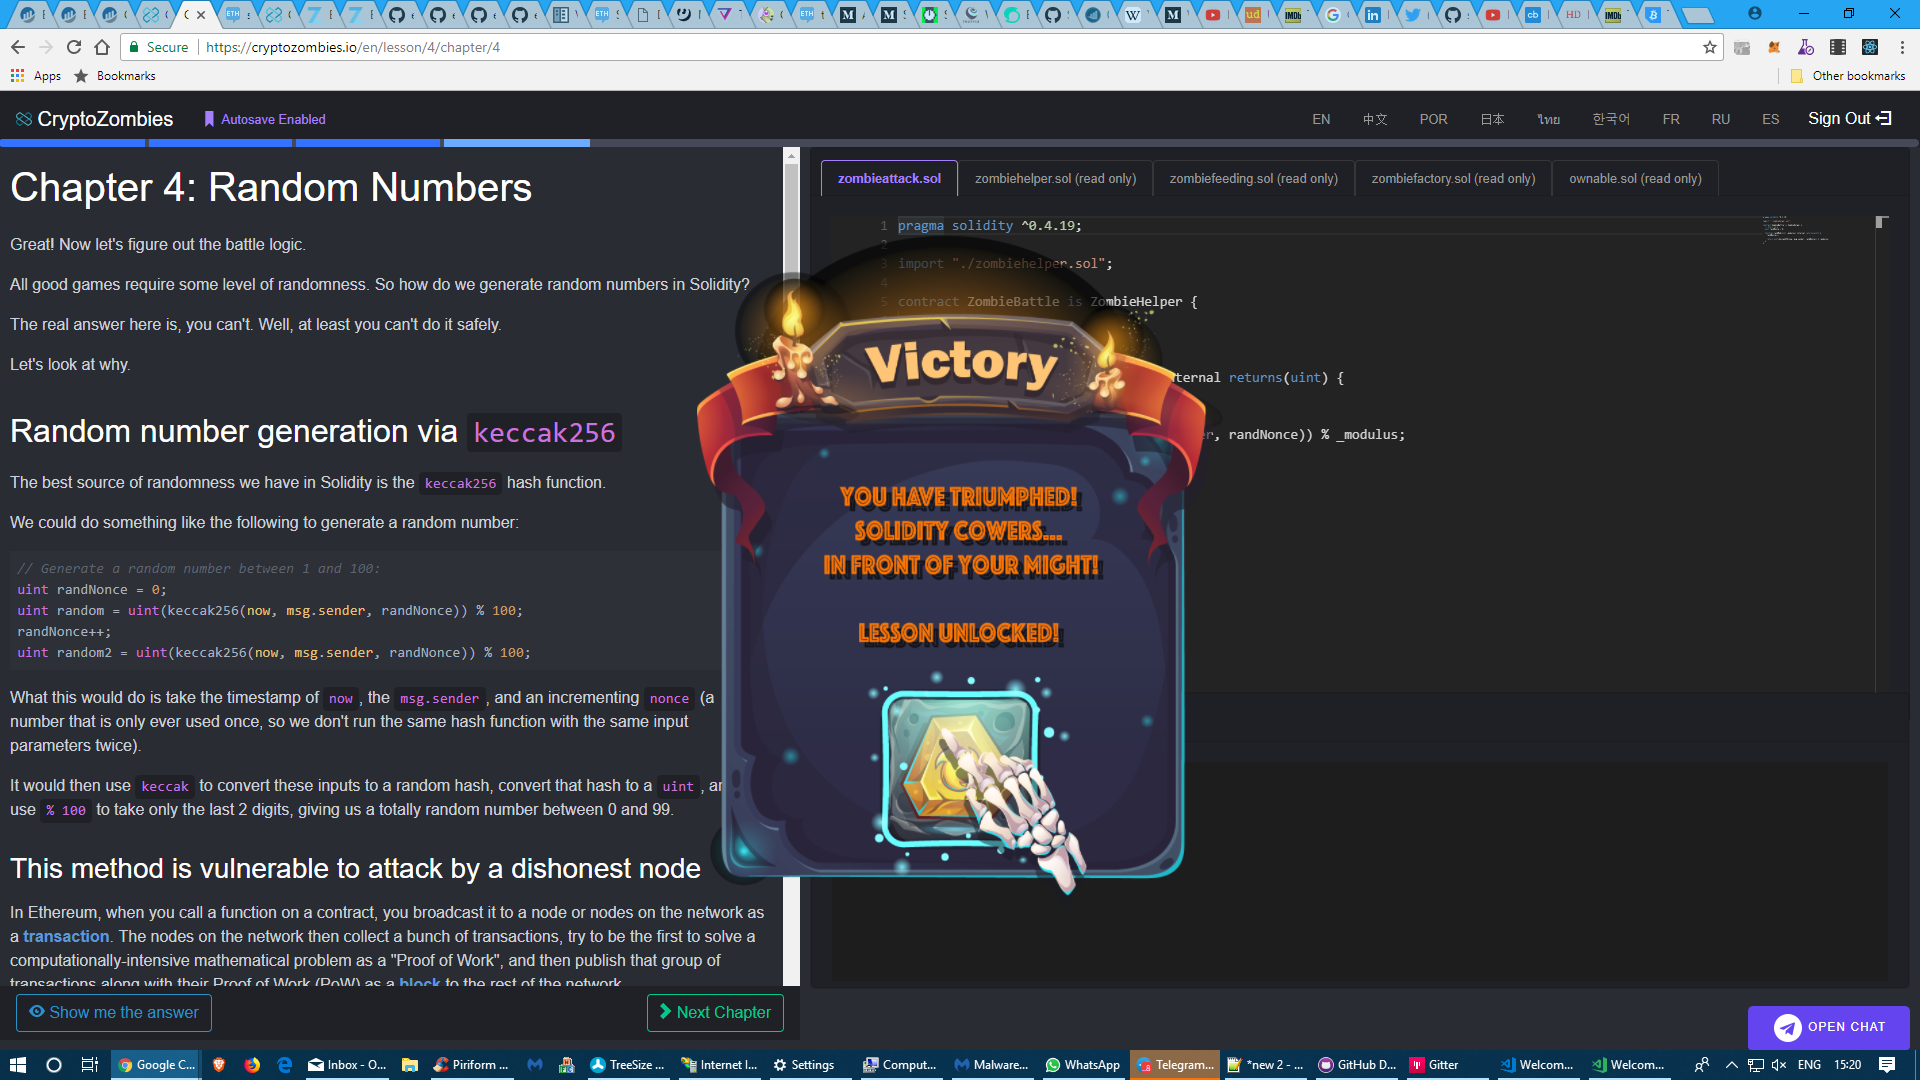 Secure
https://cryptozombies.io/en/lesson/4/chapter/4
Apps
Bookmarks
Other bookmarks
CryptoZombies
Autosave Enabled
EN
中文
POR
日本
ไทย
한국어
FR
RU
ES
Sign Out
Chapter 4: Random Numbers
Great! Now let's figure out the battle logic.
All good games require some level of randomness. So how do we generate random numbers in Solidity?
The real answer here is, you can't. Well, at least you can't do it safely.
Let's look at why.
Random number generation via keccak256
The best source of randomness we have in Solidity is the keccak256 hash function.
We could do something like the following to generate a random number:
// Generate a random number between 1 and 100:
uint randNonce = 0;
uint random = uint(keccak256(now, msg.sender, randNonce)) % 100;
randNonce++;
uint random2 = uint(keccak256(now, msg.sender, randNonce)) % 100;
What this would do is take the timestamp of now , the msg.sender , and an incrementing nonce (a
number that is only ever used once, so we don't run the same hash function with the same input
parameters twice).
It would then use keccak to convert these inputs to a random hash, convert that hash to a uint , ar
use % 100 to take only the last 2 digits, giving us a totally random number between 0 and 99.
This method is vulnerable to attack by a dishonest node
In Ethereum, when you call a function on a contract, you broadcast it to a node or nodes on the network as
a transaction. The nodes on the network then collect a bunch of transactions, try to be the first to solve a
computationally-intensive mathematical problem as a "Proof of Work", and then publish that group of
transactions along with their Proof of Work (PoW) as a block to the rest of the network.
Show me the answer
Next Chapter
zombieattack.sol
zombiehelper.sol (read only)
zombiefeeding.sol (read only)
zombiefactory.sol (read only)
ownable.sol (read only)
1 pragma solidity ^0.4.19;
2
3 import "./zombiehelper.sol";
4
5 contract ZombieBattle is ZombieHelper {
ternal returns(uint) {
er, randNonce)) % _modulus;
Victory
YOU HAVE TRIUMPHED!
SOLIDITY COWERS...
IN FRONT OF YOUR MIGHT!
LESSON UNLOCKED!
OPEN CHAT
Google C...
Inbox - O...
Piriform ...
TreeSize ...
Internet I...
Settings
Comput...
Malware...
WhatsApp
Telegram...
*new 2 - ...
GitHub D...
Gitter
Welcom...
Welcom...
ENG
15:20